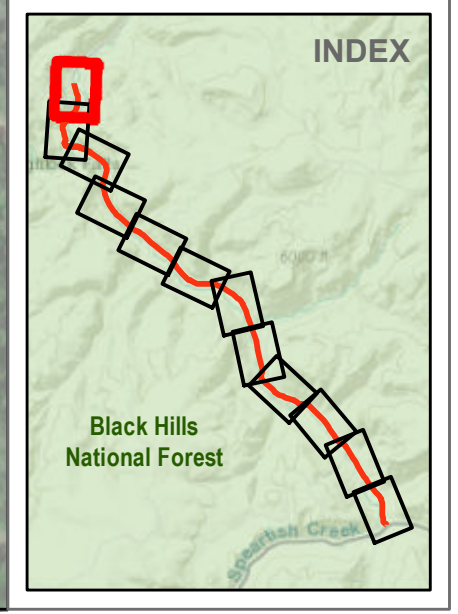 INDEX
6000 ft
Black Hills
National Forest
Spearfish Creek